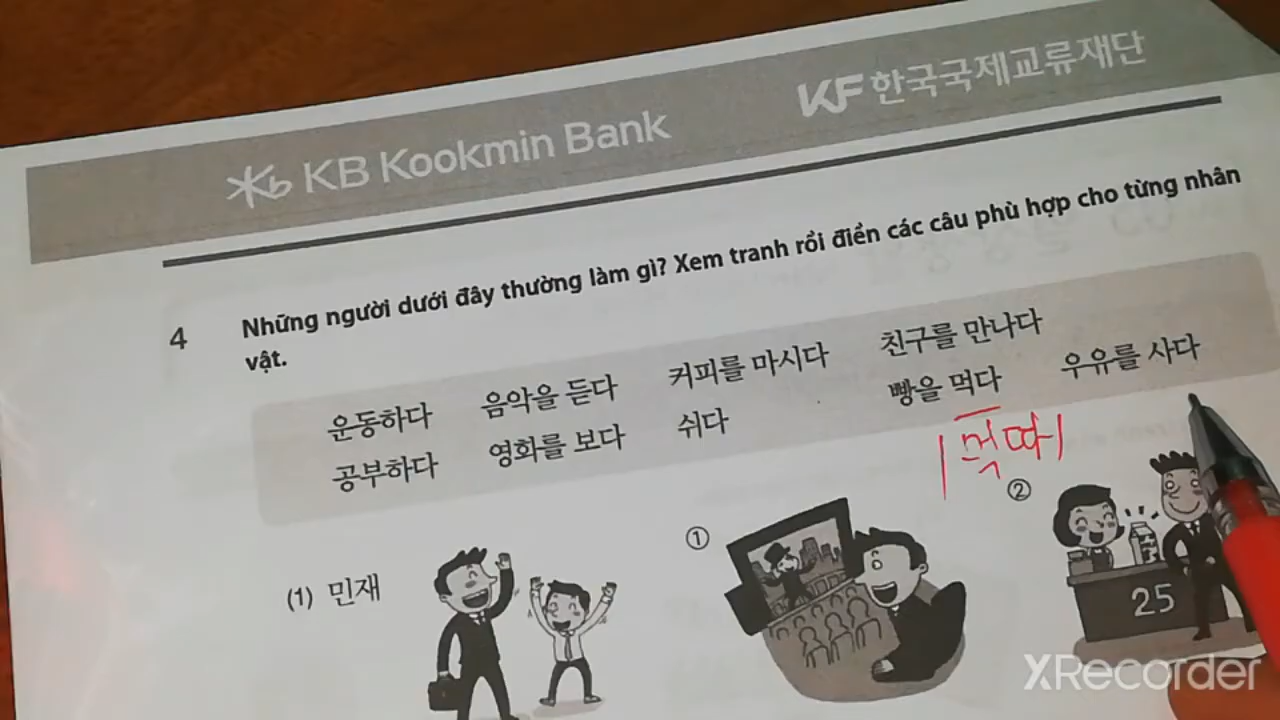 KB Kookmin Bank
KF 한국국제교류재단
4 Những người dưới đây thường làm gì? Xem tranh rồi điền các câu phù hợp cho từng nhân
vật.
운동하다 음악을 듣다 커피를 마시다 친구를 만나다
공부하다 영화를 보다 쉬다 빵을 먹다 우유를 사다
|먹따|
(1) 민재
①
②
25
XRecorder